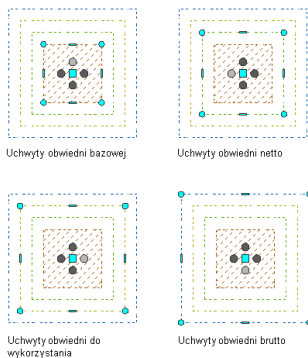 Uchwyty obwiedni bazowej
Uchwyty obwiedni netto
Uchwyty obwiedni do
wykorzystania
Uchwyty obwiedni brutto